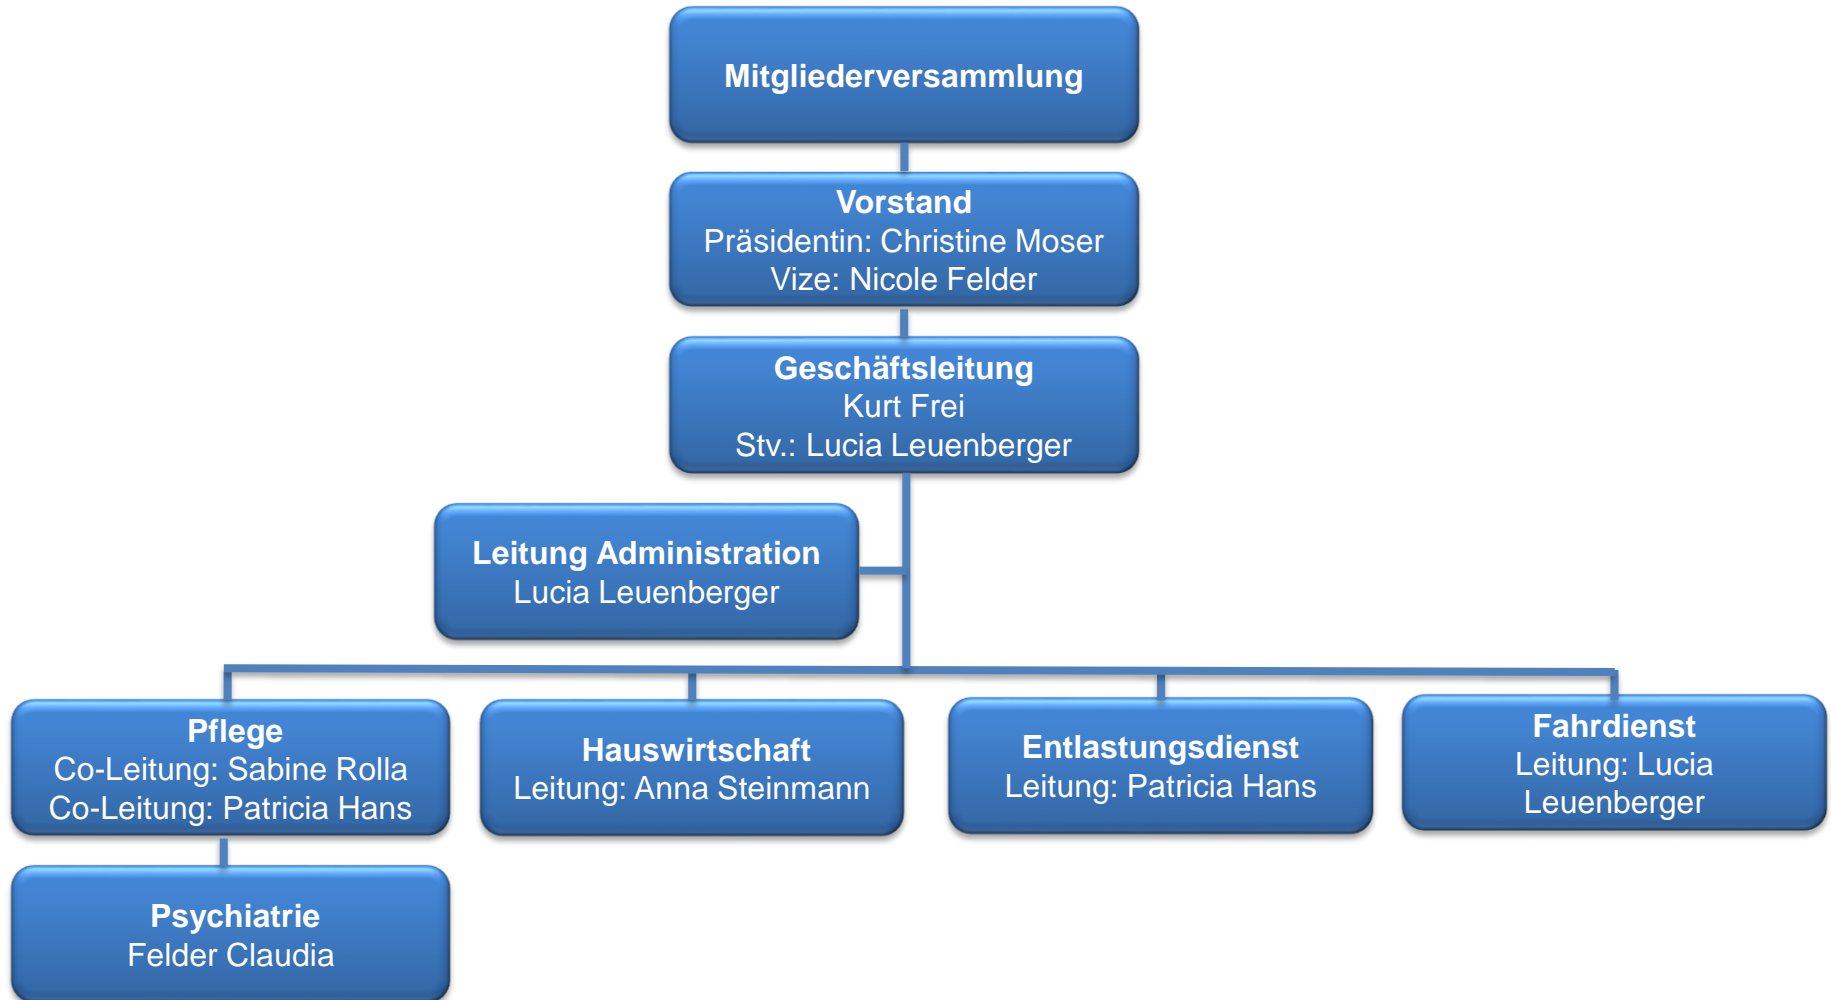 Mitgliederversammlung
Vorstand
Präsidentin: Christine Moser
Vize: Nicole Felder
Geschäftsleitung
Kurt Frei
Stv.: Lucia Leuenberger
Leitung Administration
Lucia Leuenberger
Pflege
Co-Leitung: Sabine Rolla
Co-Leitung: Patricia Hans
Hauswirtschaft
Leitung: Anna Steinmann
Entlastungsdienst
Leitung: Patricia Hans
Fahrdienst
Leitung: Lucia
Leuenberger
Psychiatrie
Felder Claudia